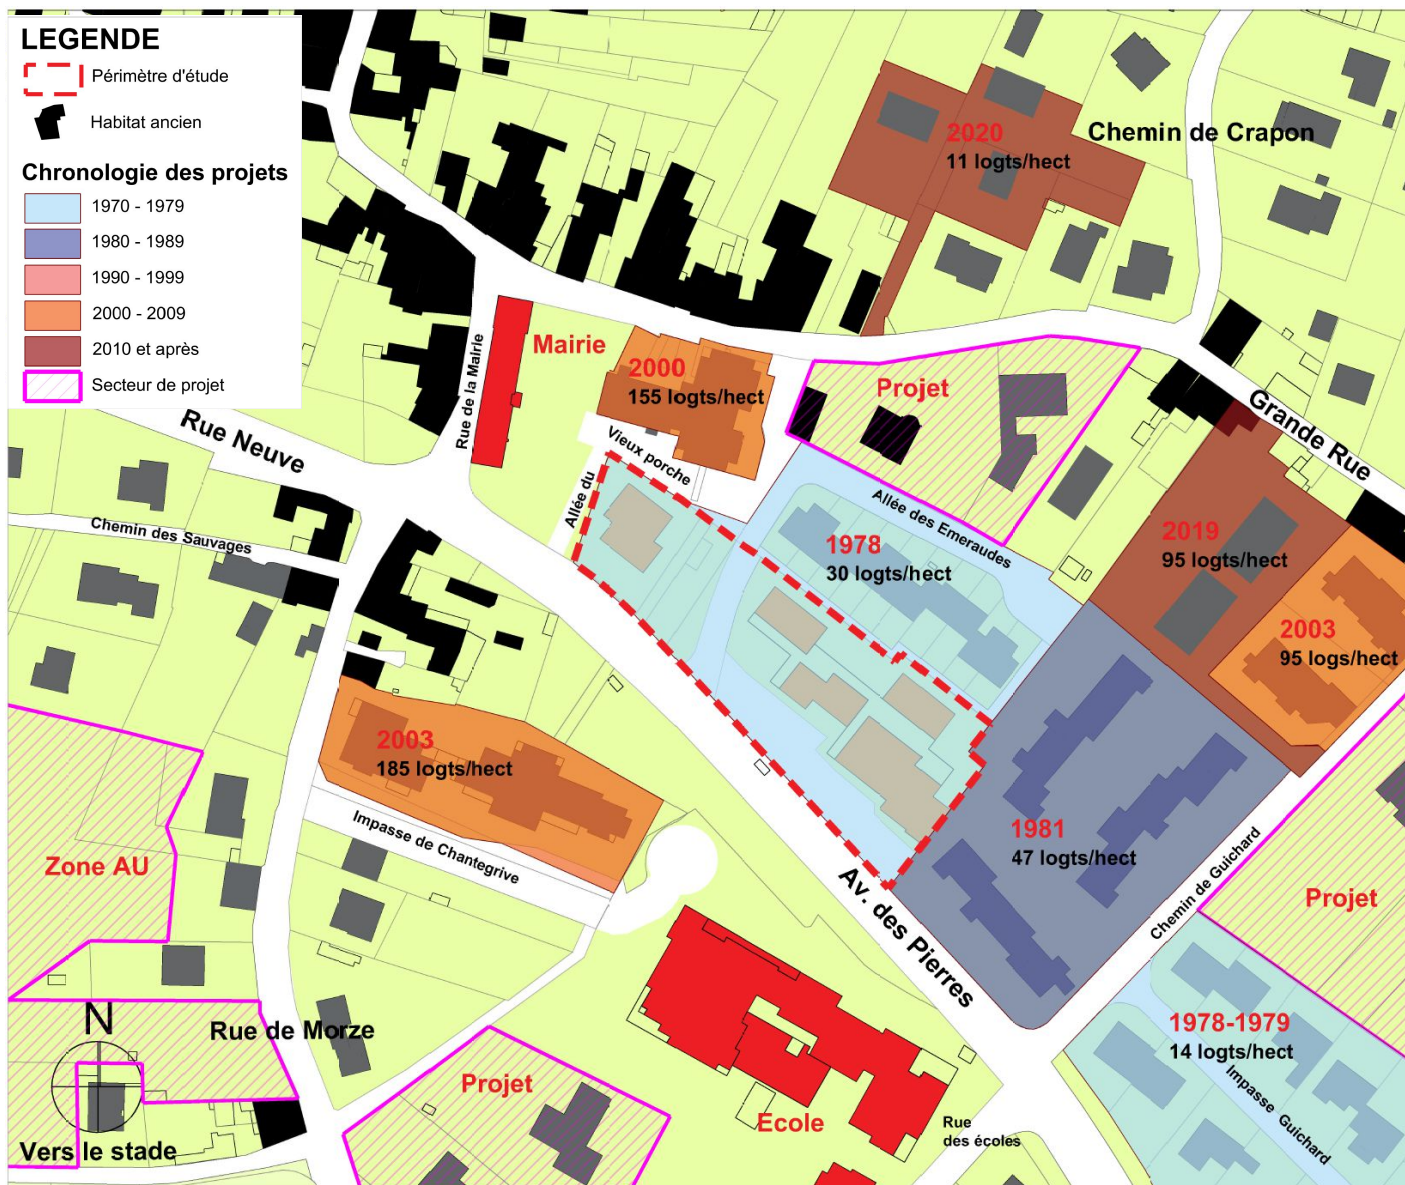 LEGENDE
Périmètre d'étude
Habitat ancien
Chronologie des projets
1970 - 1979
1980 - 1989
1990 - 1999
2000 - 2009
2010 et après
Secteur de projet
2020
11 logts/hect
Chemin de Crapon
Mairie
Rue de la Mairie
2000
155 logts/hect
Projet
Grande Rue
Rue Neuve
Vieux porche
Allée du
Allée des Emeraudes
Chemin des Sauvages
1978
30 logts/hect
2019
95 logts/hect
2003
95 logs/hect
2003
185 logts/hect
Impasse de Chantegrive
1981
47 logts/hect
Chemin de Guichard
Zone AU
Av. des Pierres
Projet
N
Rue de Morze
1978-1979
14 logts/hect
Impasse Guichard
Projet
Ecole
Rue
des écoles
Vers le stade